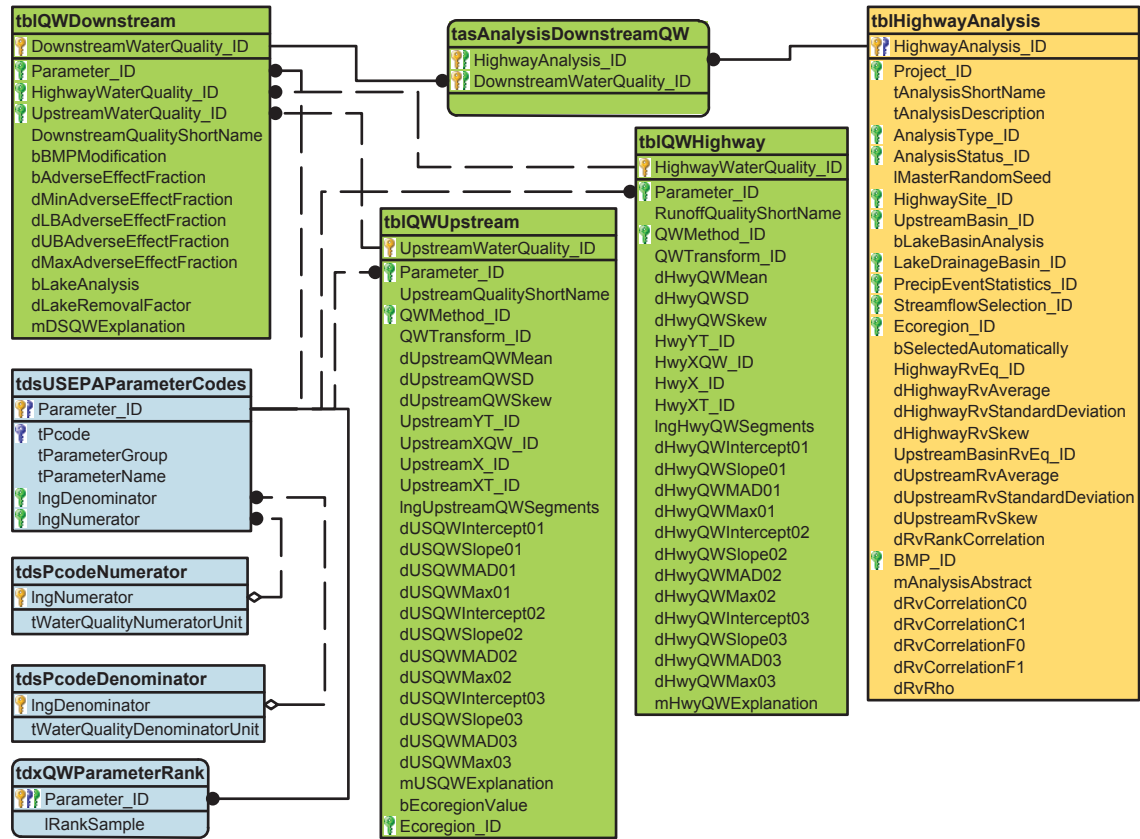 tblQWDownstream
DownstreamWaterQuality_ID
Parameter_ID
HighwayWaterQuality_ID
UpstreamWaterQuality_ID
DownstreamQualityShortName
bBMPModification
bAdverseEffectFraction
dMinAdverseEffectFraction
dLBAdverseEffectFraction
dUBAdverseEffectFraction
dMaxAdverseEffectFraction
bLakeAnalysis
dLakeRemovalFactor
mDSQWExplanation
tasAnalysisDownstreamQW
HighwayAnalysis_ID
DownstreamWaterQuality_ID
tblHighwayAnalysis
HighwayAnalysis_ID
Project_ID
tAnalysisShortName
tAnalysisDescription
AnalysisType_ID
AnalysisStatus_ID
lMasterRandomSeed
HighwaySite_ID
UpstreamBasin_ID
bLakeBasinAnalysis
LakeDrainageBasin_ID
PrecipEventStatistics_ID
StreamflowSelection_ID
Ecoregion_ID
bSelectedAutomatically
HighwayRvEq_ID
dHighwayRvAverage
dHighwayRvStandardDeviation
dHighwayRvSkew
UpstreamBasinRvEq_ID
dUpstreamRvAverage
dUpstreamRvStandardDeviation
dUpstreamRvSkew
dRvRankCorrelation
BMP_ID
mAnalysisAbstract
dRvCorrelationC0
dRvCorrelationC1
dRvCorrelationF0
dRvCorrelationF1
dRvRho
tblQWHighway
HighwayWaterQuality_ID
Parameter_ID
RunoffQualityShortName
QWMethod_ID
QWTransform_ID
dHwyQWMean
dHwyQWSD
dHwyQWSkew
HwyYT_ID
HwyXQW_ID
HwyX_ID
HwyXT_ID
lngHwyQWSegments
dHwyQWIntercept01
dHwyQWSlope01
dHwyQWMAD01
dHwyQWMax01
dHwyQWIntercept02
dHwyQWSlope02
dHwyQWMAD02
dHwyQWMax02
dHwyQWIntercept03
dHwyQWSlope03
dHwyQWMAD03
dHwyQWMax03
mHwyQWExplanation
tblQWUpstream
UpstreamWaterQuality_ID
Parameter_ID
UpstreamQualityShortName
QWMethod_ID
QWTransform_ID
dUpstreamQWMean
dUpstreamQWSD
dUpstreamQWSkew
UpstreamYT_ID
UpstreamXQW_ID
UpstreamX_ID
UpstreamXT_ID
lngUpstreamQWSegments
dUSQWIntercept01
dUSQWSlope01
dUSQWMAD01
dUSQWMax01
dUSQWIntercept02
dUSQWSlope02
dUSQWMAD02
dUSQWMax02
dUSQWIntercept03
dUSQWSlope03
dUSQWMAD03
dUSQWMax03
mUSQWExplanation
bEcoregionValue
Ecoregion_ID
tdsUSEPAParameterCodes
Parameter_ID
tPcode
tParameterGroup
tParameterName
lngDenominator
lngNumerator
tdsPcodeNumerator
lngNumerator
tWaterQualityNumeratorUnit
tdsPcodeDenominator
lngDenominator
tWaterQualityDenominatorUnit
tdxQWParameterRank
Parameter_ID
lRankSample